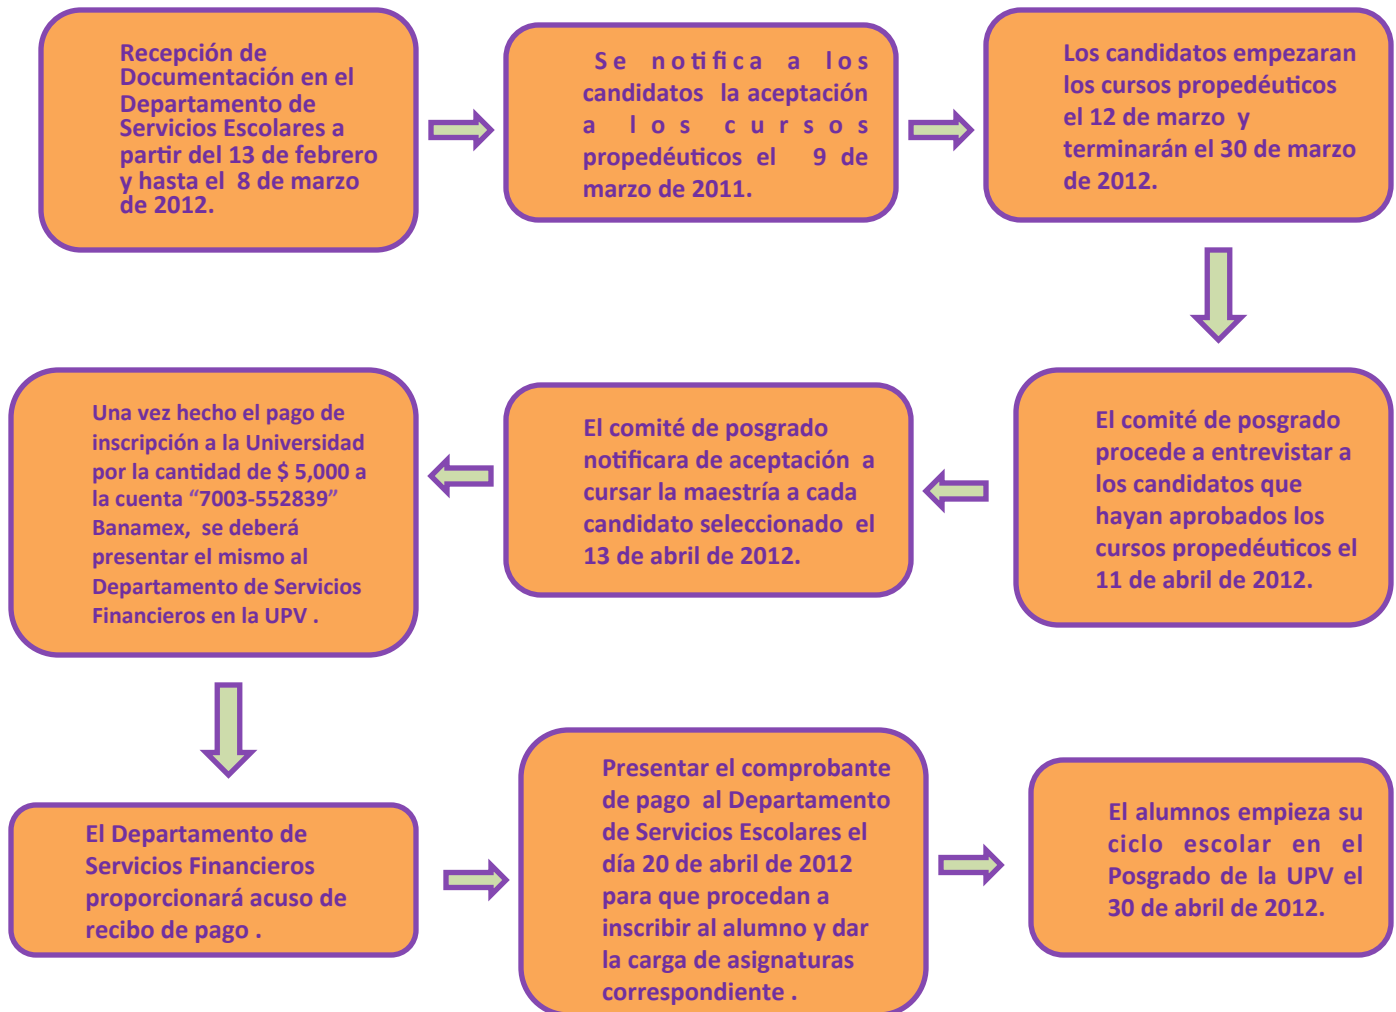 Recepción de
Documentación en el
Departamento de
Servicios Escolares a
partir del 13 de febrero
y hasta el 8 de marzo
de 2012.
Se notifica a los
candidatos la aceptación
a los cursos
propedéuticos el 9 de
marzo de 2011.
Los candidatos empezaran
los cursos propedéuticos
el 12 de marzo y
terminarán el 30 de marzo
de 2012.
El comité de posgrado
procede a entrevistar a
los candidatos que
hayan aprobados los
cursos propedéuticos el
11 de abril de 2012.
El comité de posgrado
notificara de aceptación a
cursar la maestría a cada
candidato seleccionado el
13 de abril de 2012.
Una vez hecho el pago de
inscripción a la Universidad
por la cantidad de $ 5,000 a
la cuenta “7003-552839”
Banamex, se deberá
presentar el mismo al
Departamento de Servicios
Financieros en la UPV .
El Departamento de
Servicios Financieros
proporcionará acuso de
recibo de pago .
Presentar el comprobante
de pago al Departamento
de Servicios Escolares el
día 20 de abril de 2012
para que procedan a
inscribir al alumno y dar
la carga de asignaturas
correspondiente .
El alumnos empieza su
ciclo escolar en el
Posgrado de la UPV el
30 de abril de 2012.